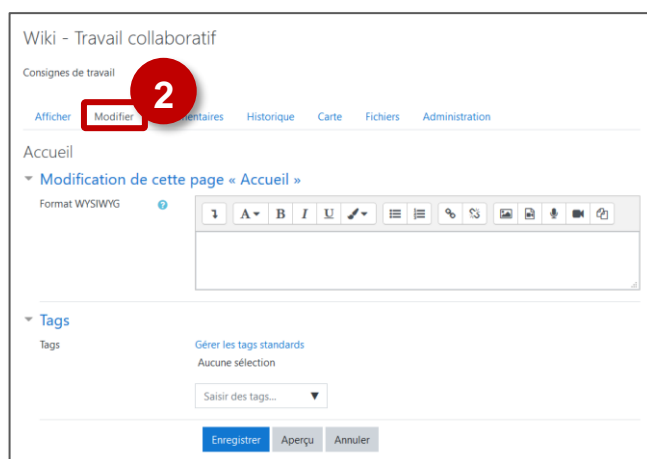 Wiki - Travail collaboratif
Consignes de travail
2
Afficher Modifier entaires Historique Carte Fichiers Administration
Accueil
Modification de cette page « Accueil »
Format WYSIWYG ? A B I U
Tags
Tags Gérer les tags standards
Aucune sélection
Saisir des tags...
Enregistrer Aperçu Annuler